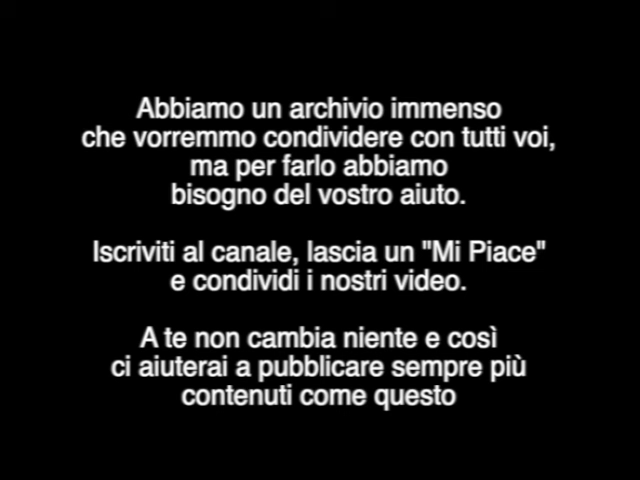 Abbiamo un archivio immenso
che vorremmo condividere con tutti voi,
ma per farlo abbiamo
bisogno del vostro aiuto.
Iscriviti al canale, lascia un "Mi Piace"
e condividi i nostri video.
A te non cambia niente e così
ci aiuterai a pubblicare sempre più
contenuti come questo